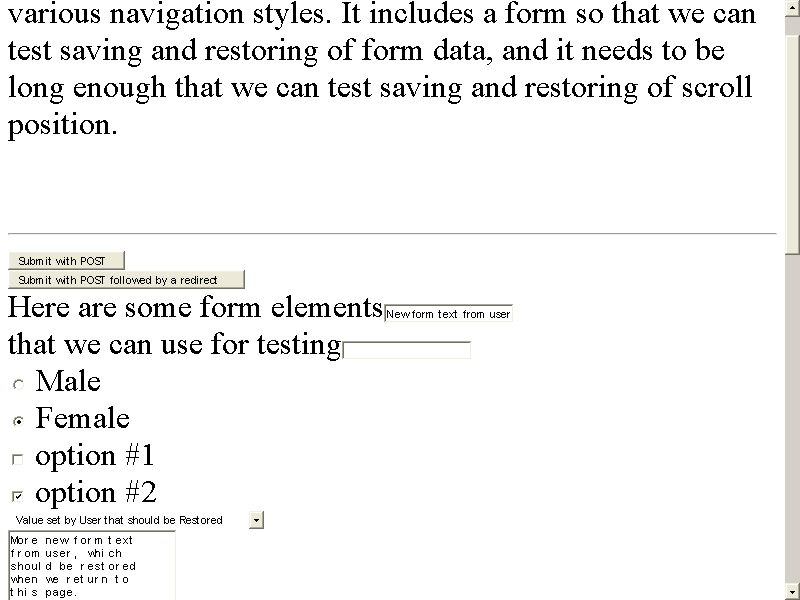 various navigation styles. It includes a form so that we can
test saving and restoring of form data, and it needs to be
long enough that we can test saving and restoring of scroll
position.
Submit with POST
Submit with POST followed by a redirect
Here are some form elements New form text from user
that we can use for testing
Male
Female
option #1
option #2
Value set by User that should be Restored
More new form text
from user, which
should be restored
when we return to
this page.